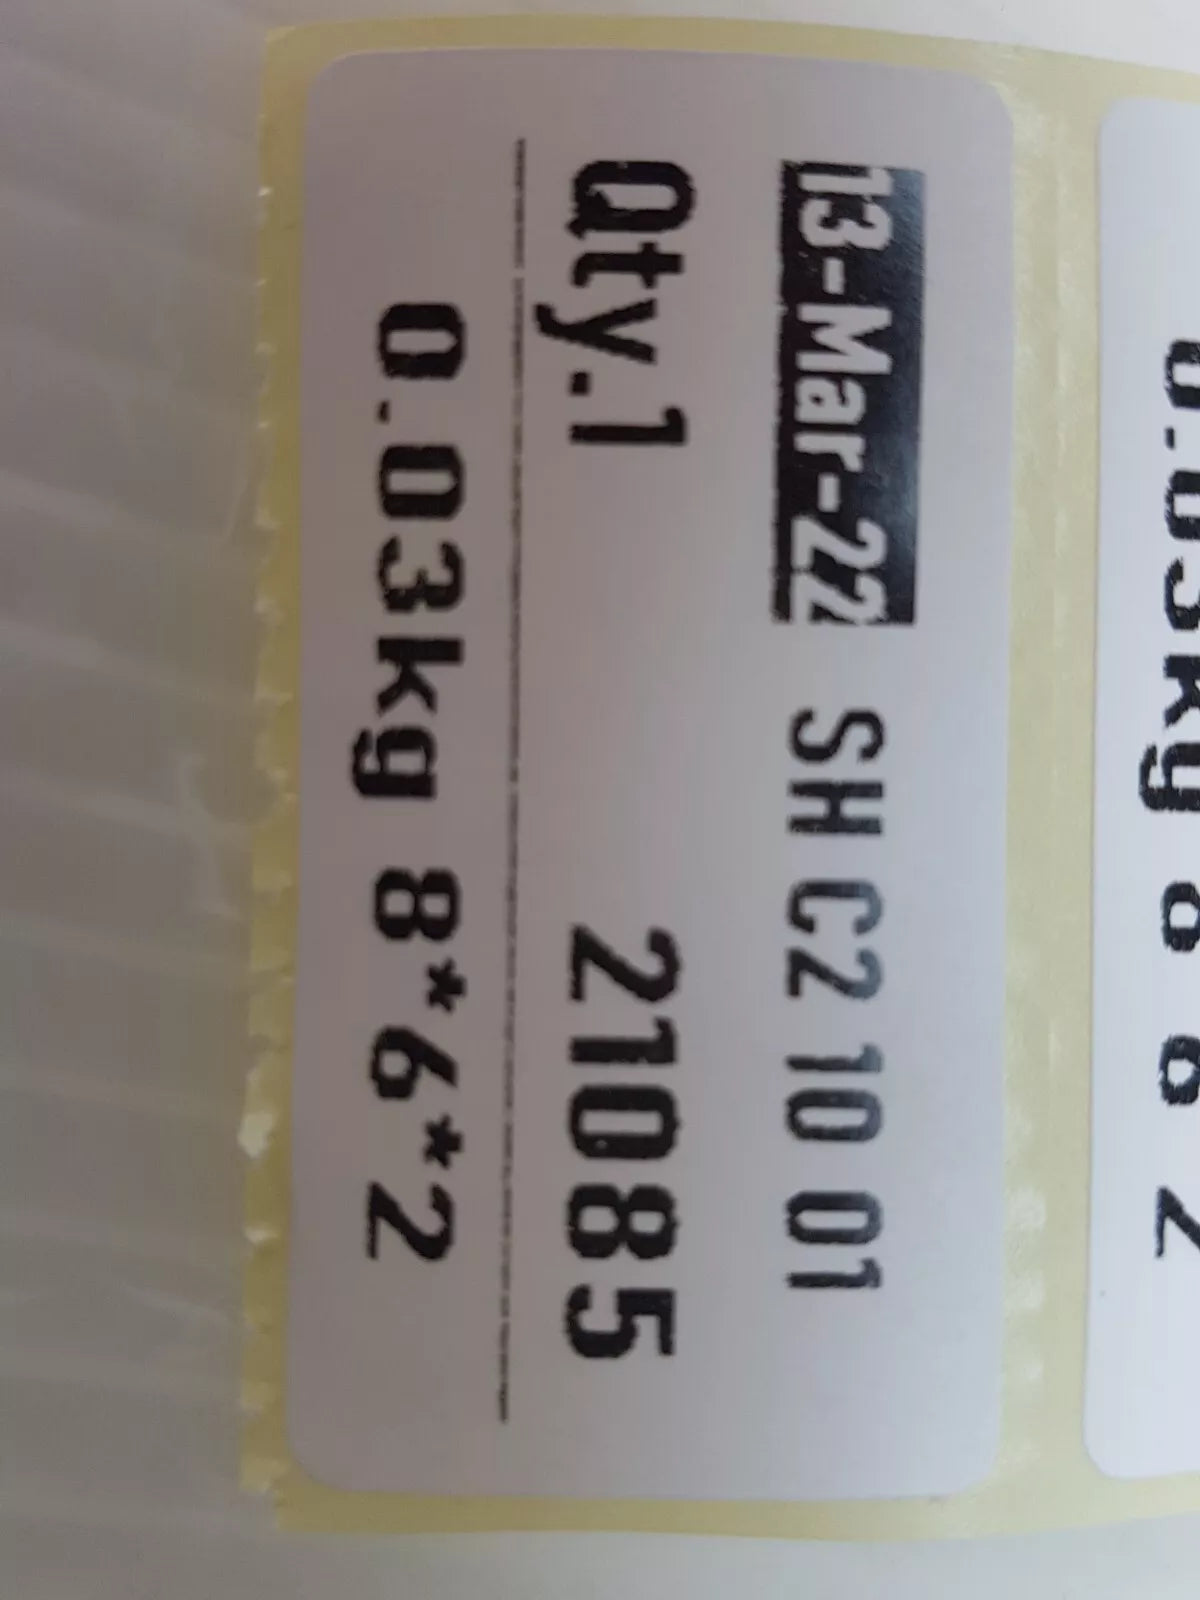 13-Mar-22 SH C2 10 01
Qty.1 21085
0.03kg 8*6*2